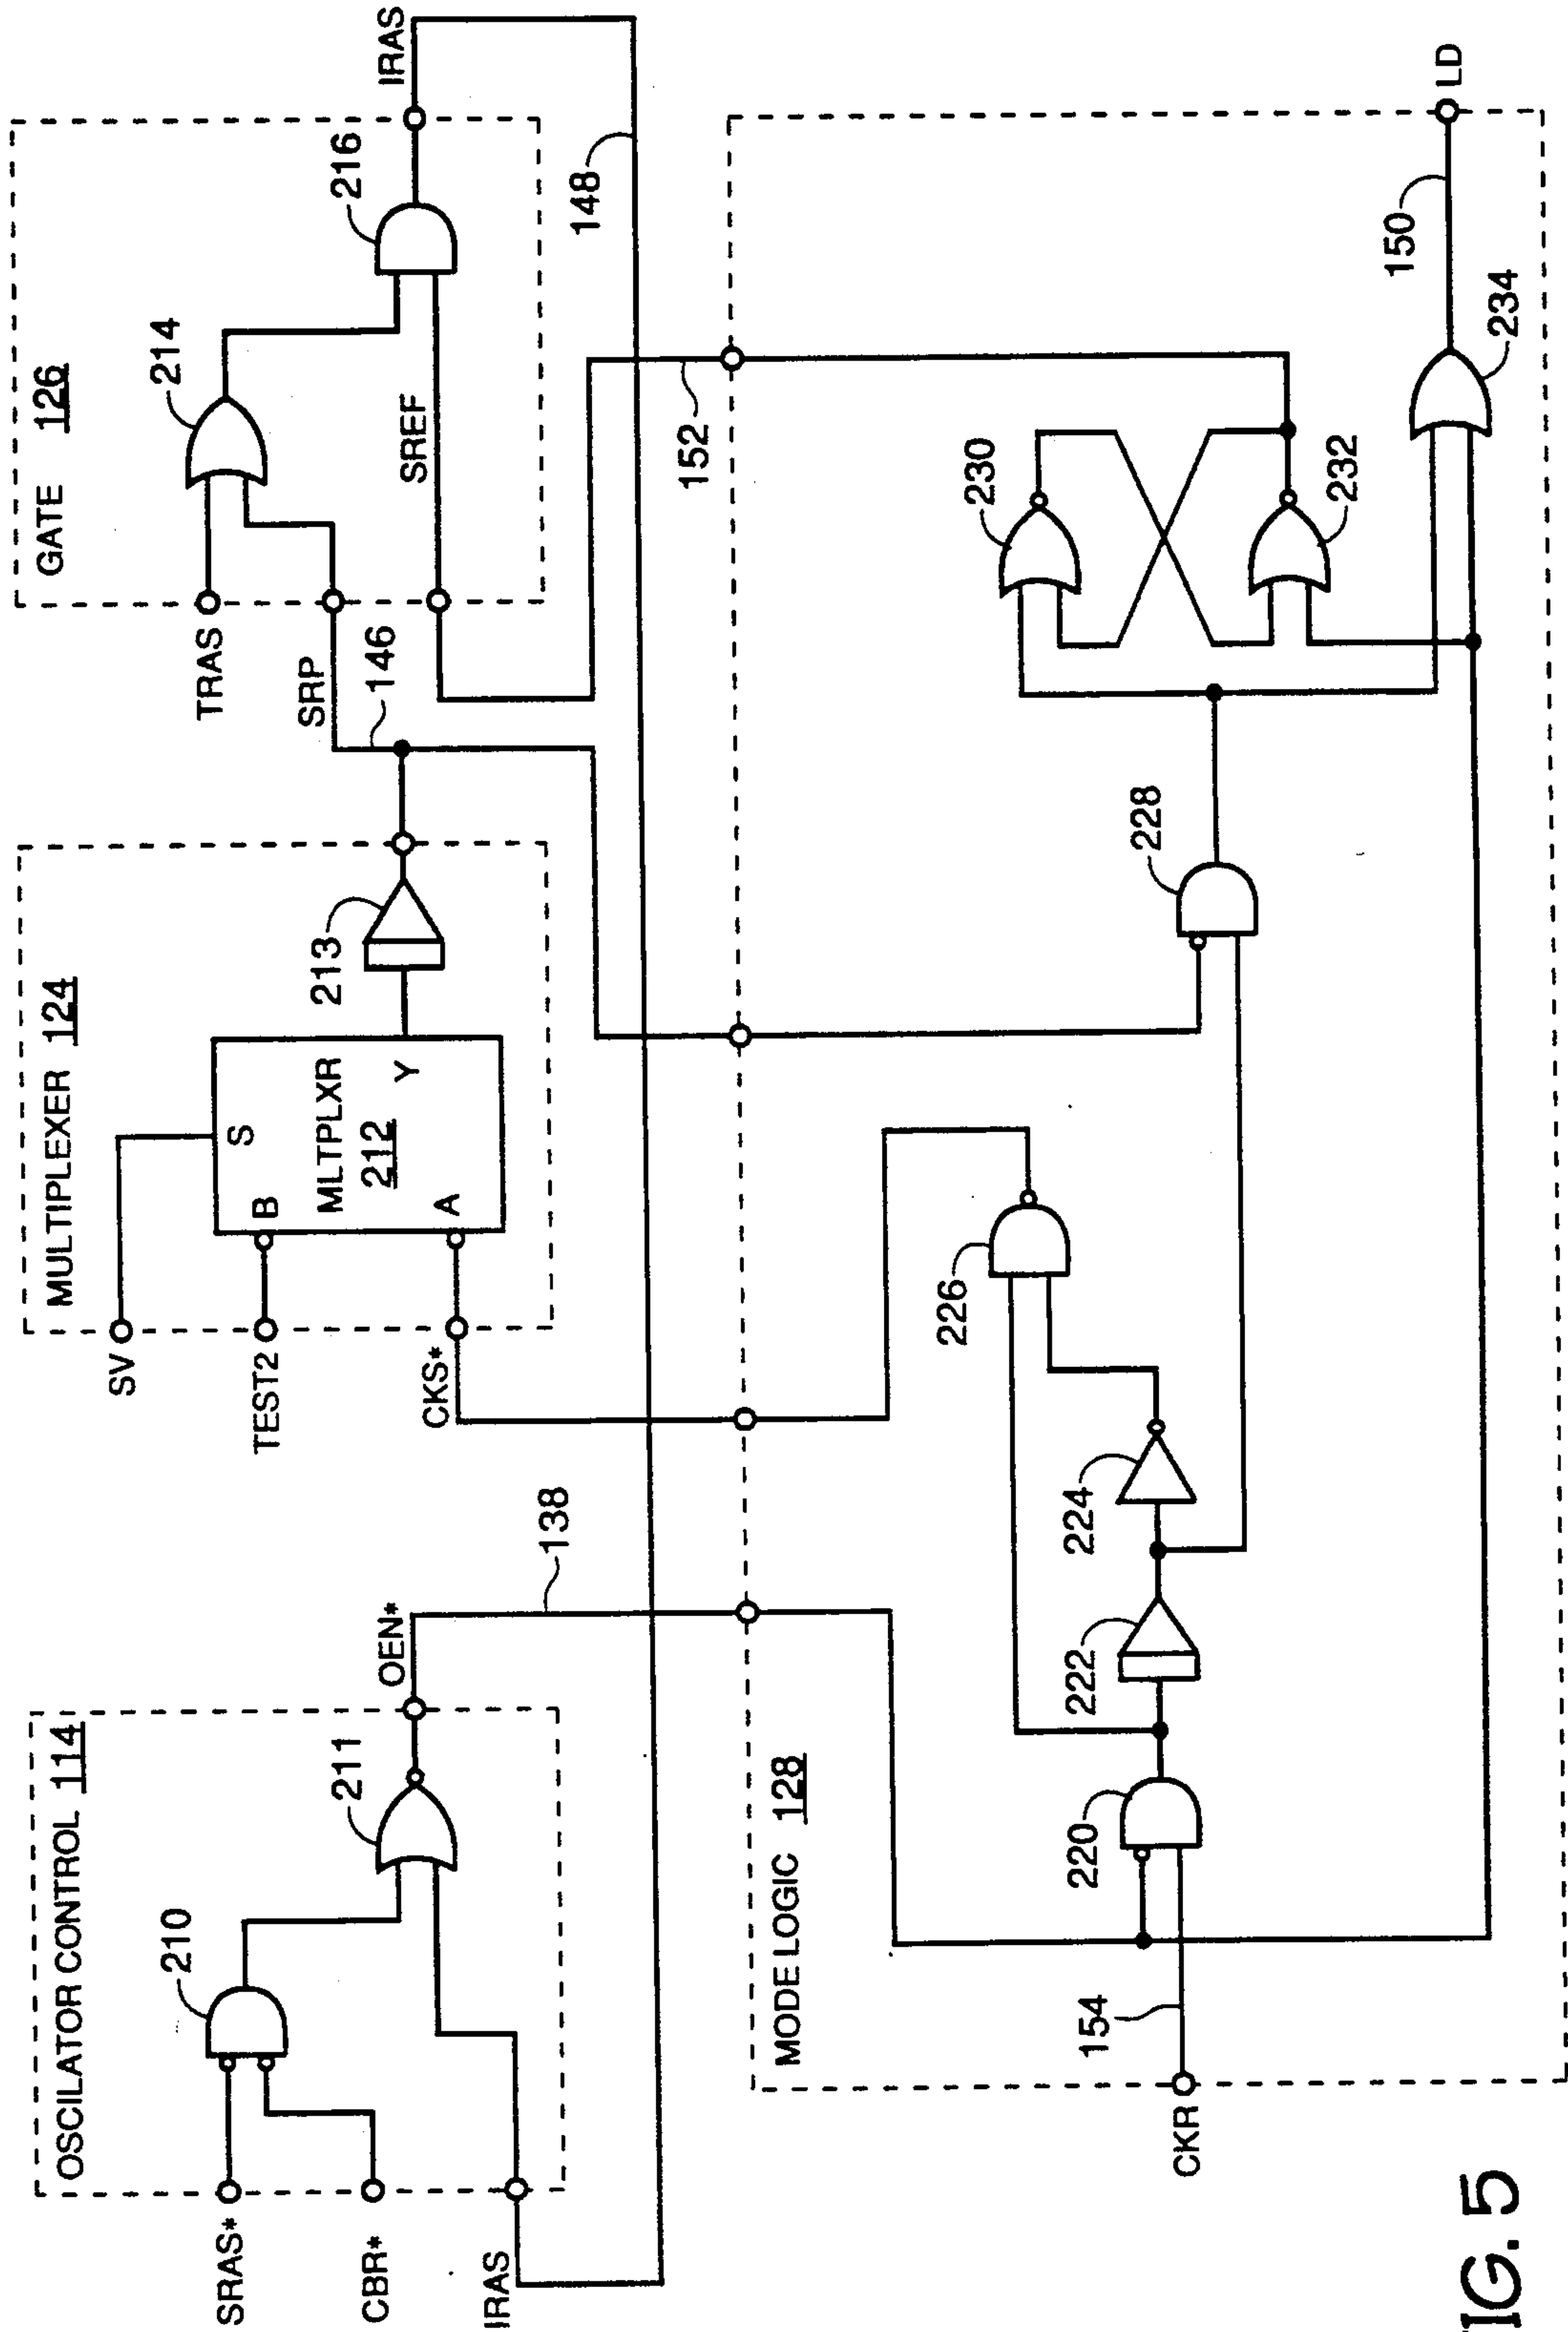 OSCILATOR CONTROL 114
SRAS*
CBR*
IRAS
210
211
OEN*
138
MULTIPLEXER 124
SV
TEST2
CKS*
S
B
A
Y
MLTPLXR
212
213
SRP
146
GATE 126
TRAS
214
SREF
216
IRAS
148
152
MODE LOGIC 128
CKR
154
220
222
224
226
228
230
232
234
150
LD
IG. 5